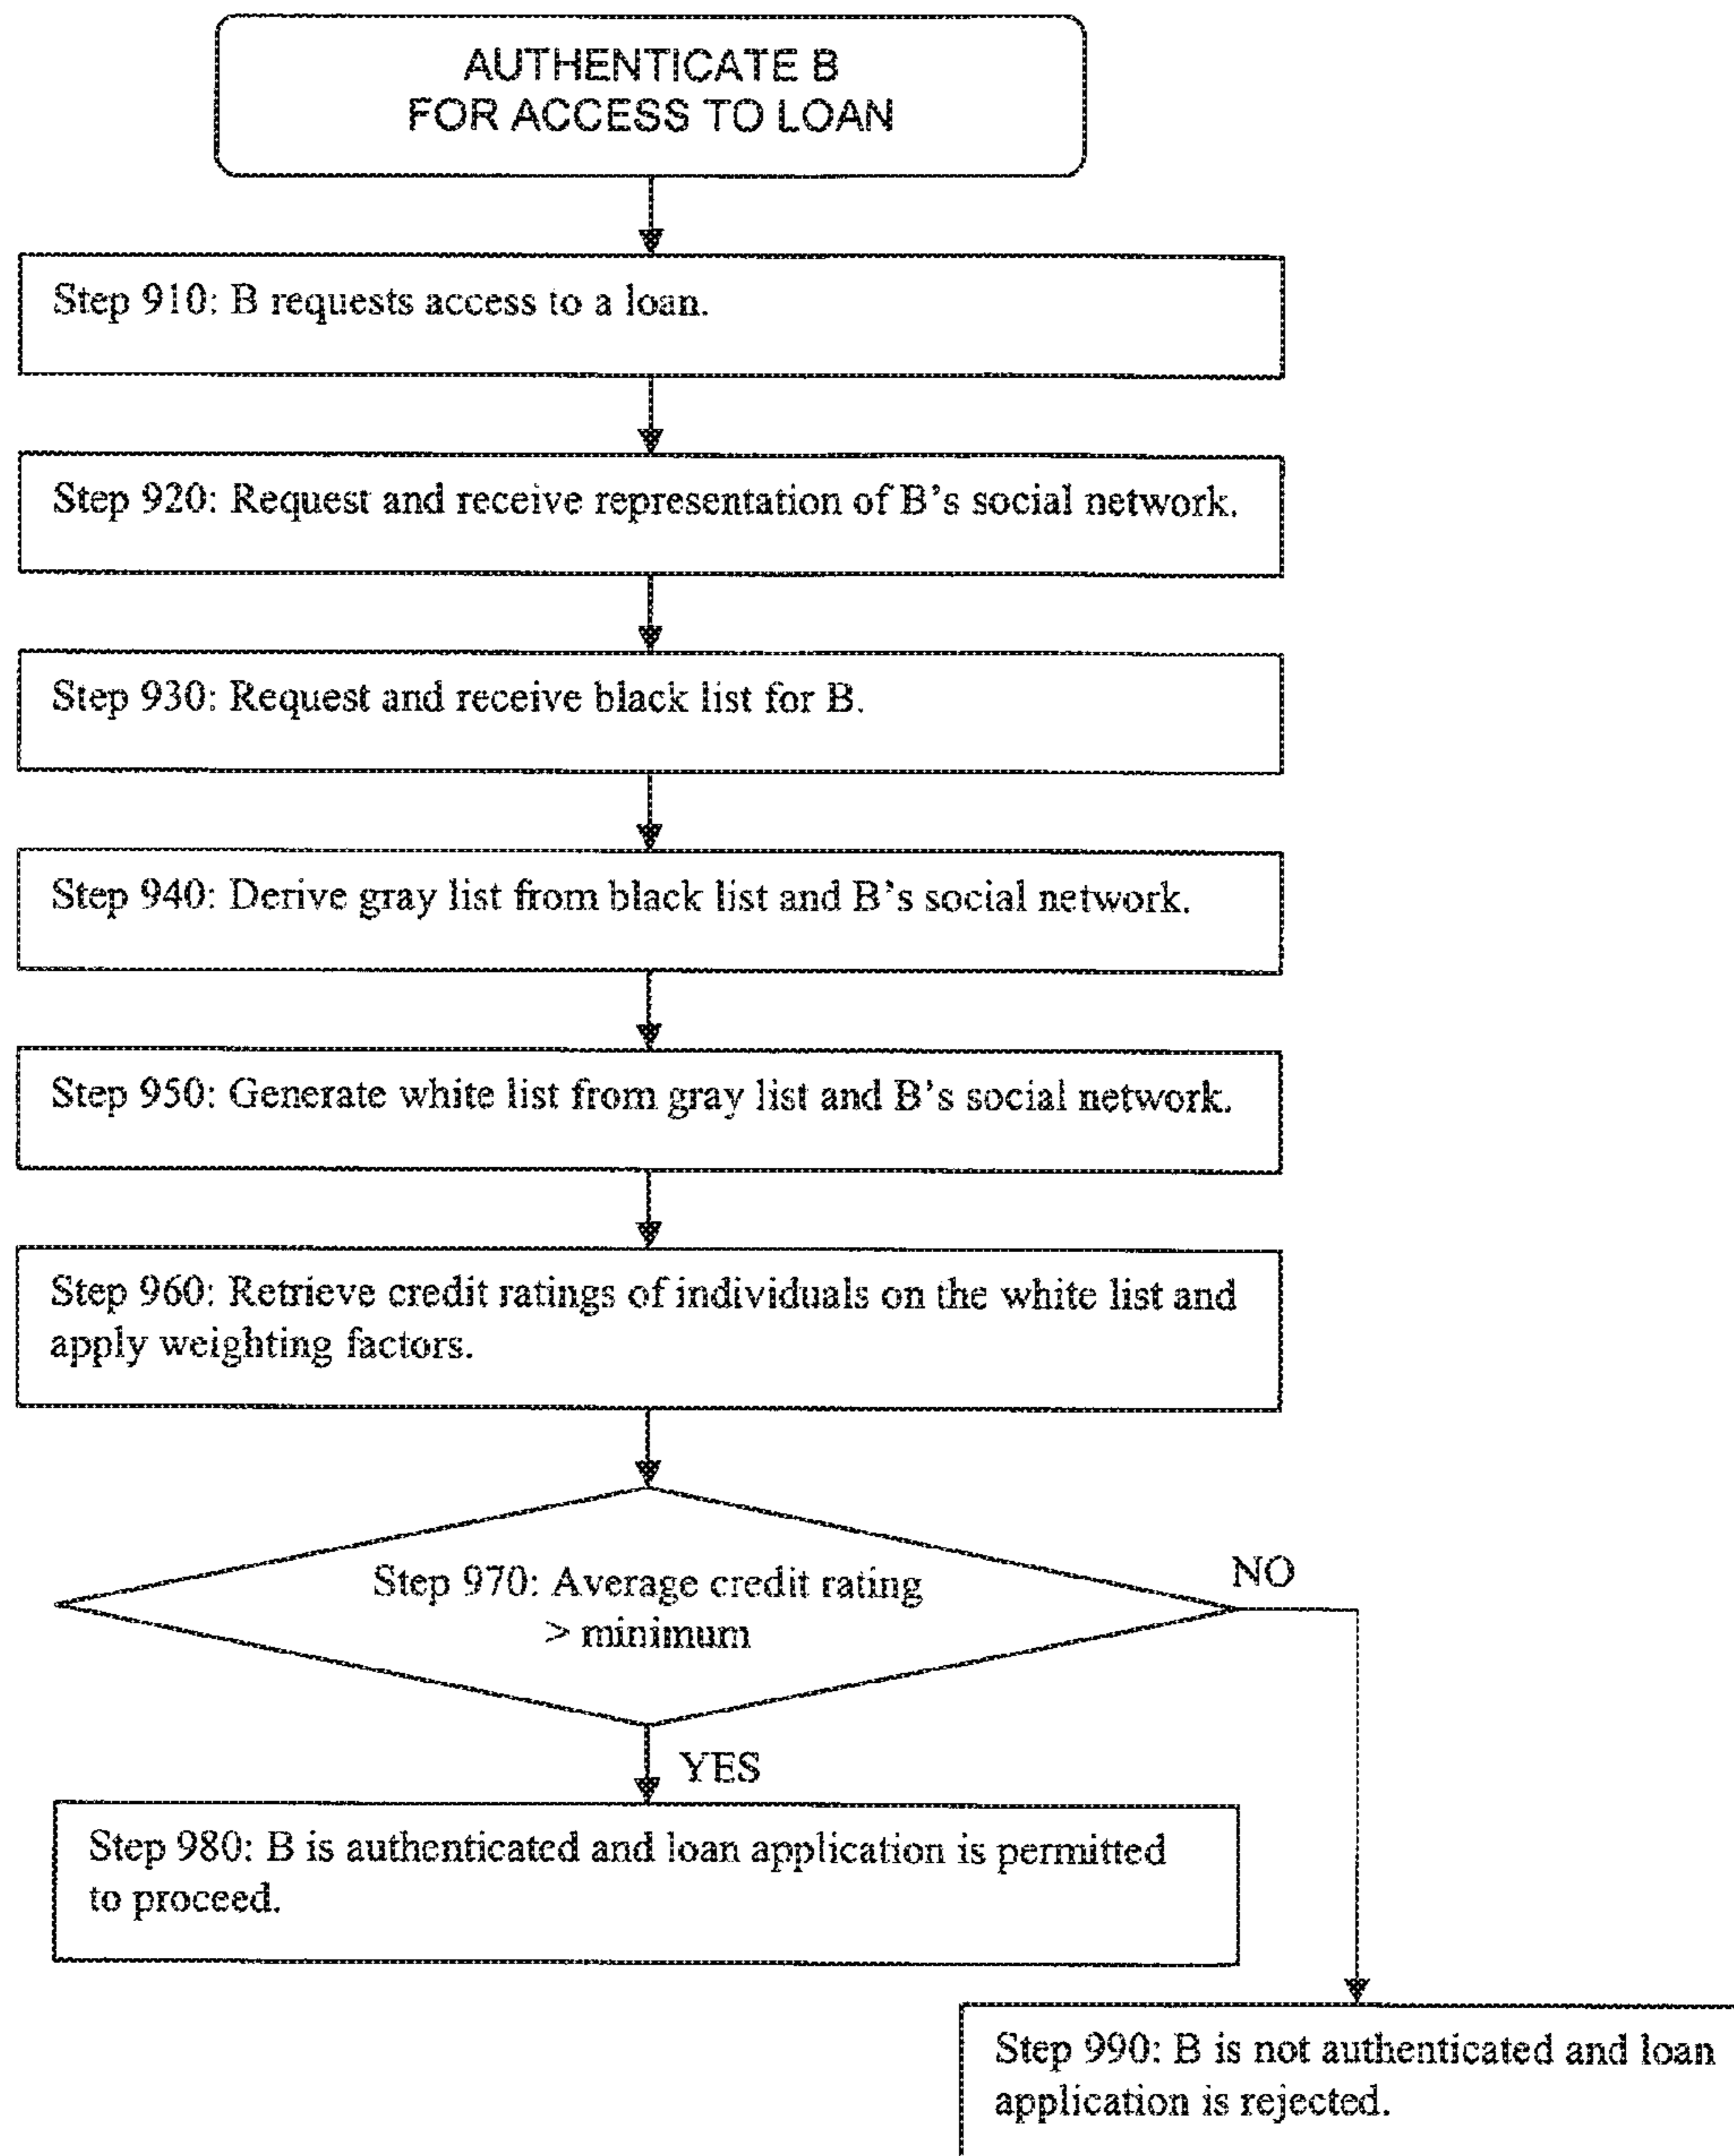 AUTHENTICATE B
FOR ACCESS TO LOAN
Step 910: B requests access to a loan.
Step 920: Request and receive representation of B's social network.
Step 930: Request and receive black list for B.
Step 940: Derive gray list from black list and B's social network.
Step 950: Generate white list from gray list and B's social network.
Step 960: Retrieve credit ratings of individuals on the white list and
apply weighting factors.
Step 970: Average credit rating
> minimum
NO
YES
Step 980: B is authenticated and loan application is permitted
to proceed.
Step 990: B is not authenticated and loan
application is rejected.